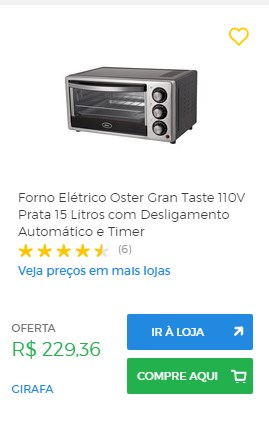 Forno Elétrico Oster Gran Taste 110V
Prata 15 Litros com Desligamento
Automático e Timer
(6)
Veja preços em mais lojas
OFERTA
R$ 229,36
GIRAFA
IR À LOJA
COMPRE AQUI